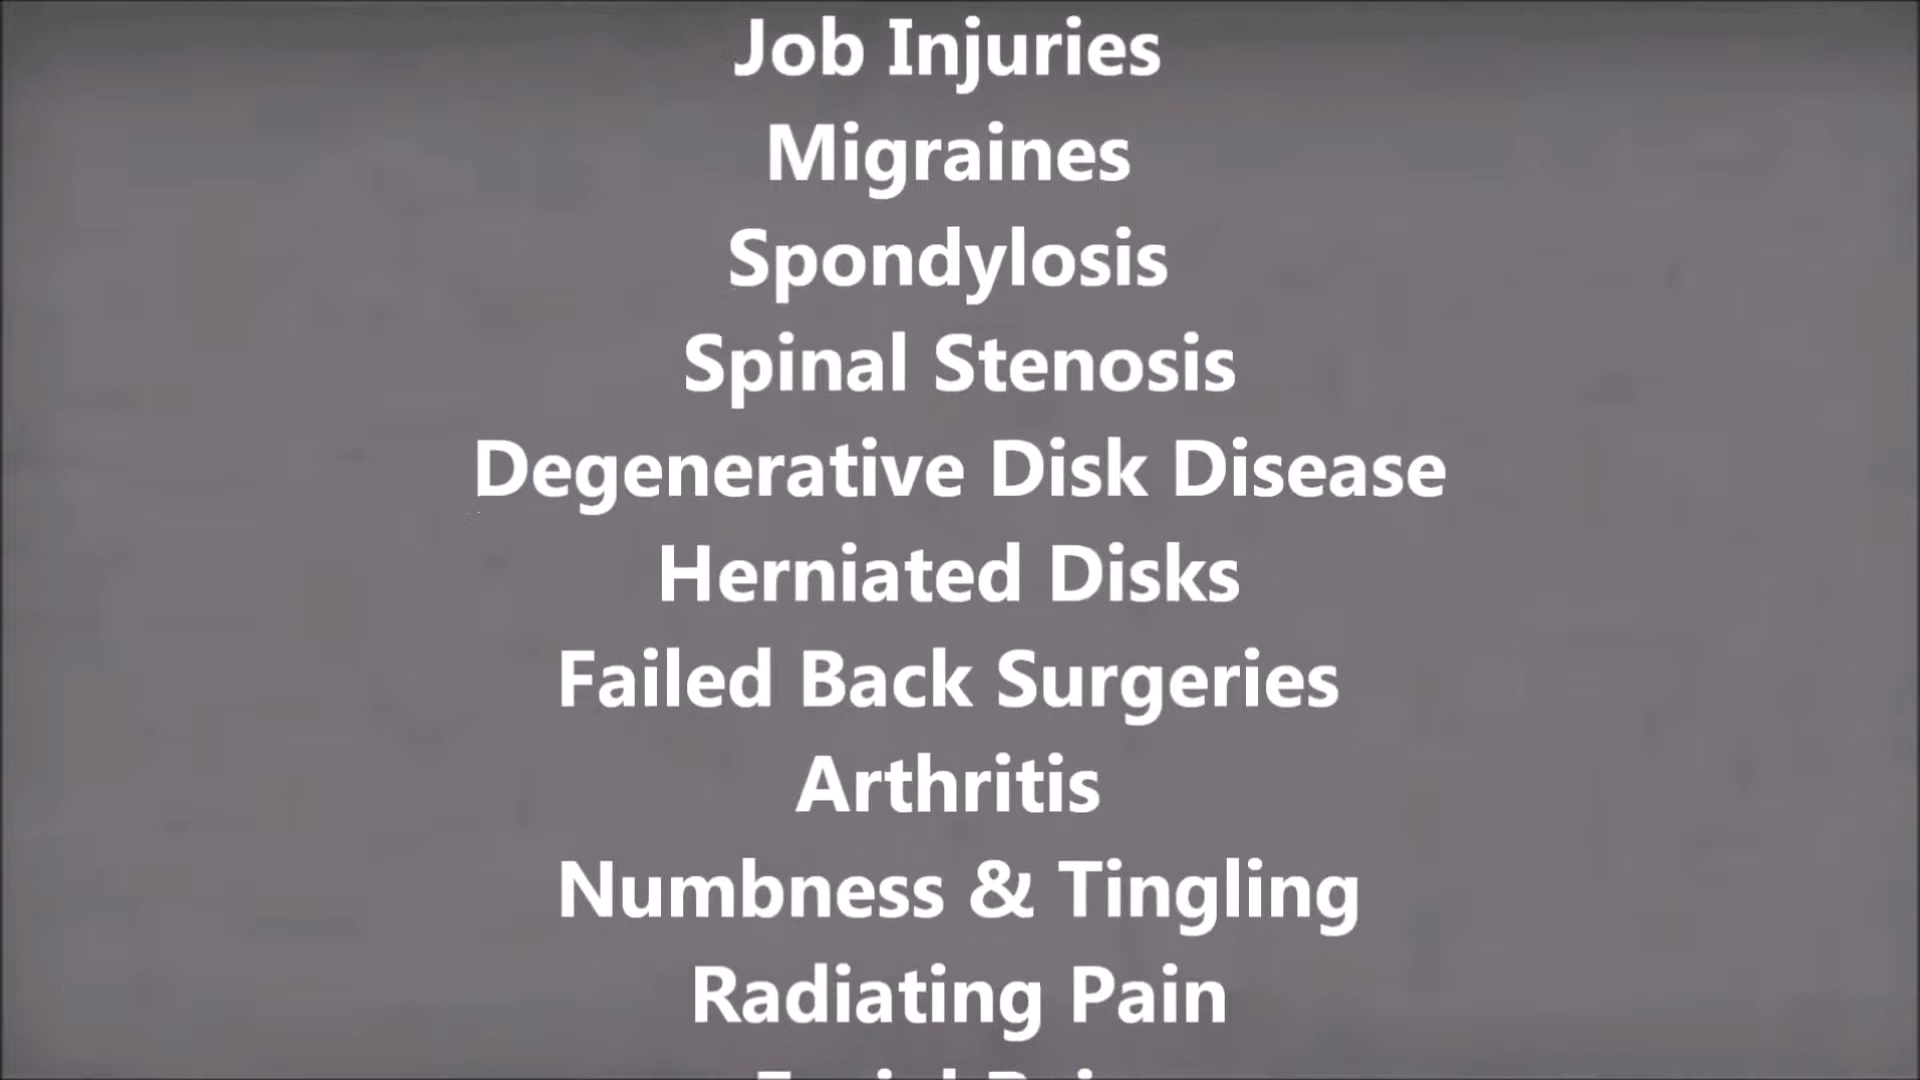 Job Injuries
Migraines
Spondylosis
Spinal Stenosis
Degenerative Disk Disease
Herniated Disks
Failed Back Surgeries
Arthritis
Numbness & Tingling
Radiating Pain